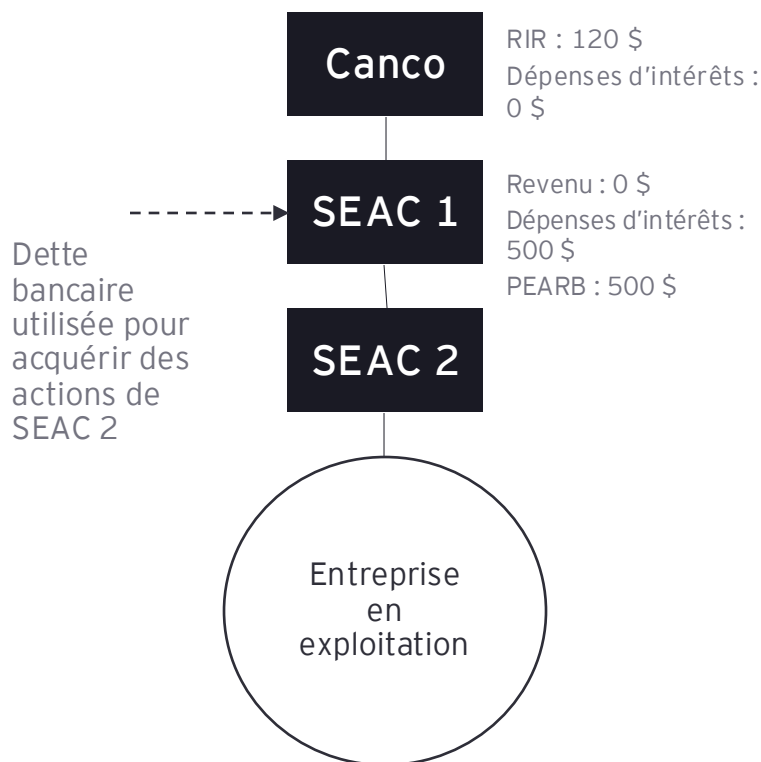 Canco
RIR : 120 $
Dépenses d'intérêts :
0 $
SEAC 1
Revenu : 0 $
Dépenses d'intérêts :
500 $
PEARB : 500 $
Dette
bancaire
utilisée pour
acquérir des
actions de
SEAC 2
SEAC 2
Entreprise
en
exploitation